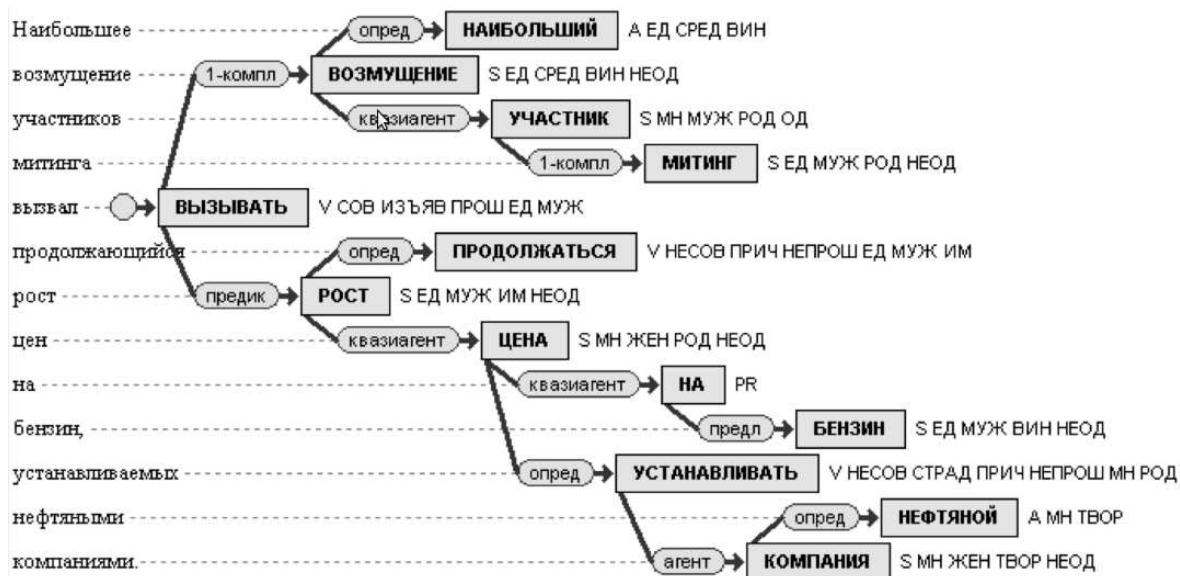 Наибольшее опред НАИБОЛЬШИЙ А ЕД СРЕД ВИН
возмущение 1-компл ВОЗМУЩЕНИЕ S ЕД СРЕД ВИН НЕОД
участников квазиагент УЧАСТНИК S МН МУЖ РОД ОД
митинга 1-компл МИТИНГ S ЕД МУЖ РОД НЕОД
вызвал ВЫЗЫВАТЬ V СОВ ИЗЪЯВ ПРОШ ЕД МУЖ
продолжающийся опред ПРОДОЛЖАТЬСЯ V НЕСОВ ПРИЧ НЕПРОШ ЕД МУЖ ИМ
рост предик РОСТ S ЕД МУЖ ИМ НЕОД
цен квазиагент ЦЕНА S МН ЖЕН РОД НЕОД
на квазиагент НА PR
бензин, предл БЕНЗИН S ЕД МУЖ ВИН НЕОД
устанавливаемых опред УСТАНАВЛИВАТЬ V НЕСОВ СТРАД ПРИЧ НЕПРОШ МН РОД
нефтяными опред НЕФТЯНОЙ А МН ТВОР
компаниями. агент КОМПАНИЯ S МН ЖЕН ТВОР НЕОД